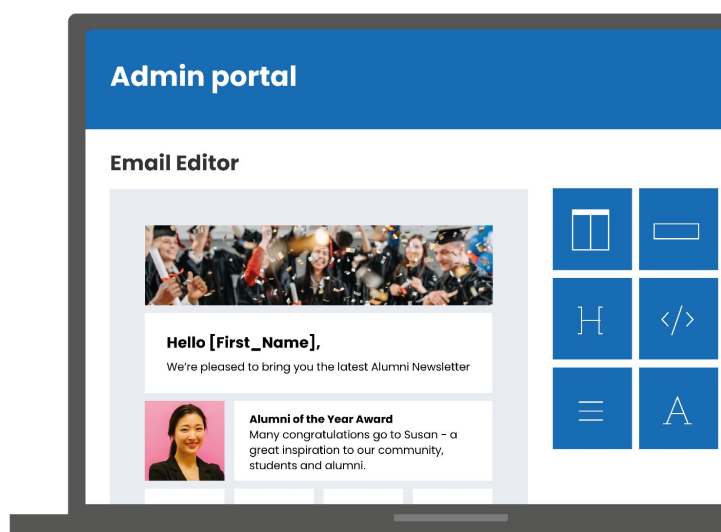 Admin portal
Email Editor
Hello [First_Name],
We're pleased to bring you the latest Alumni Newsletter
Alumni of the Year Award
Many congratulations go to Susan - a
great inspiration to our community,
students and alumni.
H
</>
A